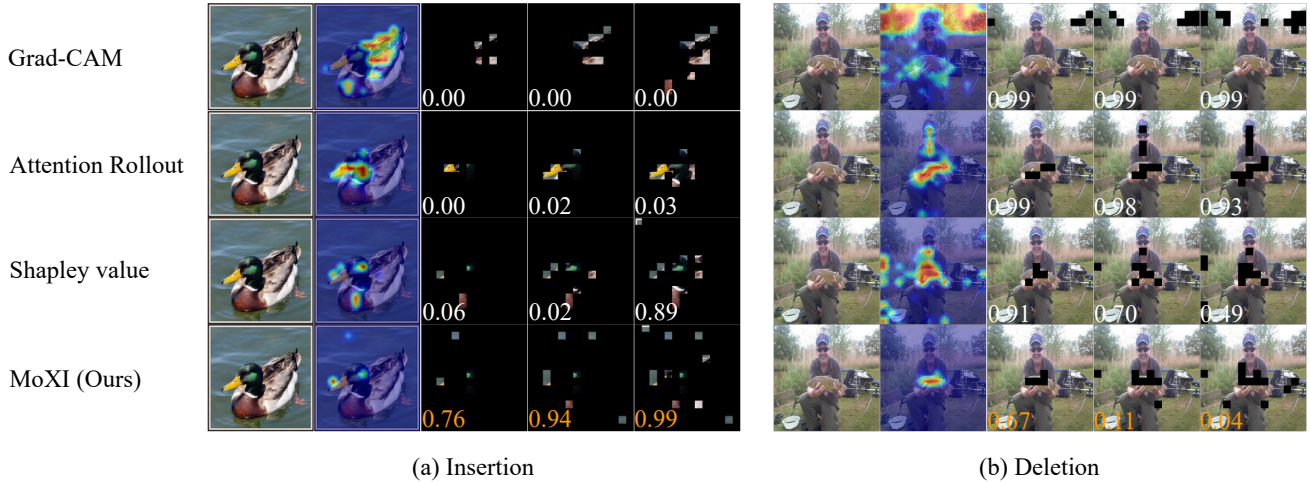 Grad-CAM 0.00 0.00 0.00 0.99 0.99 0.99
Attention Rollout 0.00 0.02 0.03 0.99 0.98 0.93
Shapley value 0.06 0.02 0.89 0.91 0.70 0.49
MoXI (Ours) 0.76 0.94 0.99 0.67 0.11 0.04
(a) Insertion (b) Deletion